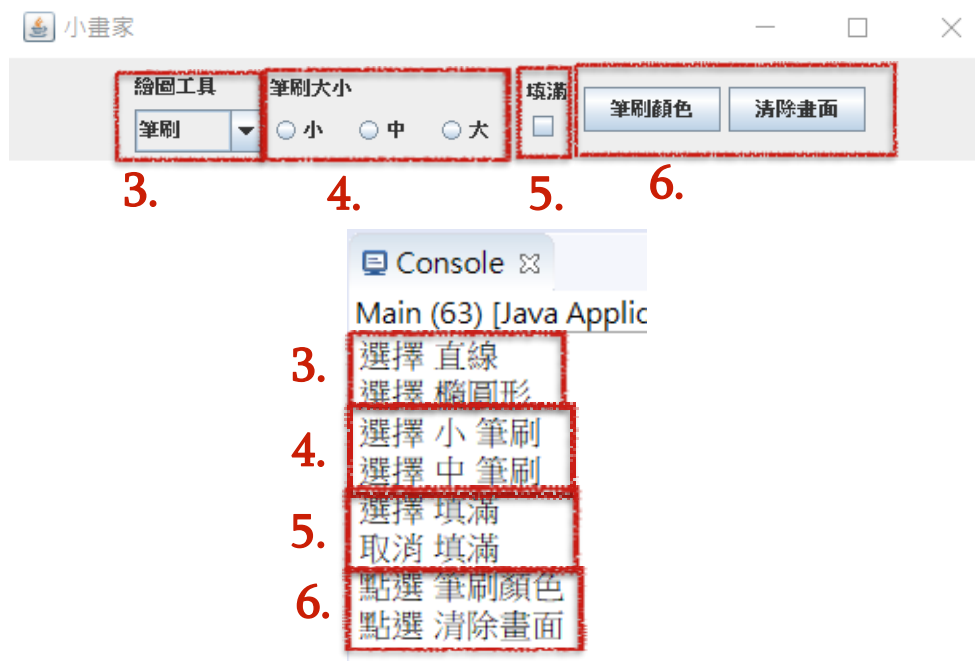 小畫家
繪圖工具 筆刷大小 填滿
筆刷 小 中 大 筆刷顏色 清除畫面
3. 4. 5. 6.
Console
Main (63) [Java Applic
3. 選擇 直線
選擇 橢圓形
4. 選擇 小 筆刷
選擇 中 筆刷
5. 選擇 填滿
取消 填滿
6. 點選 筆刷顏色
點選 清除畫面